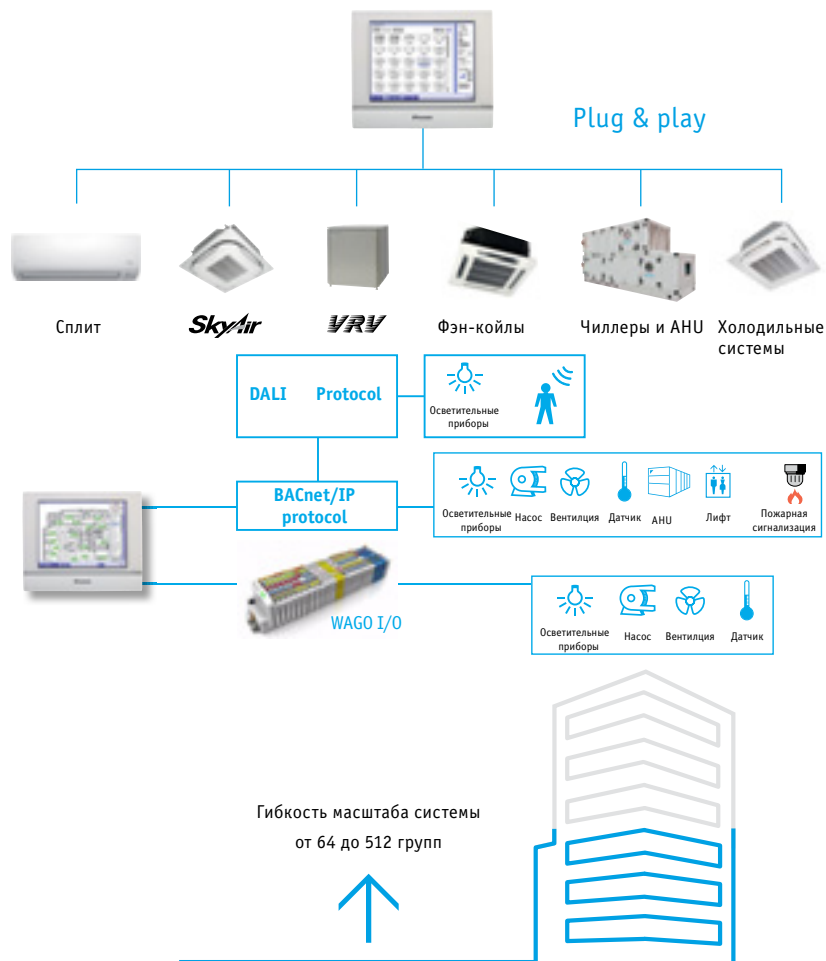 Plug & play
Сплит
SkyAir
VRV
Фэн-койлы
Чиллеры и AHU
Холодильные
системы
DALI Protocol
Осветительные
приборы
BACnet/IP
protocol
Осветительные
приборы
Насос
Вентилция
Датчик
AHU
Лифт
Пожарная
сигнализация
WAGO I/O
Осветительные
приборы
Насос
Вентилция
Датчик
Гибкость масштаба системы
от 64 до 512 групп